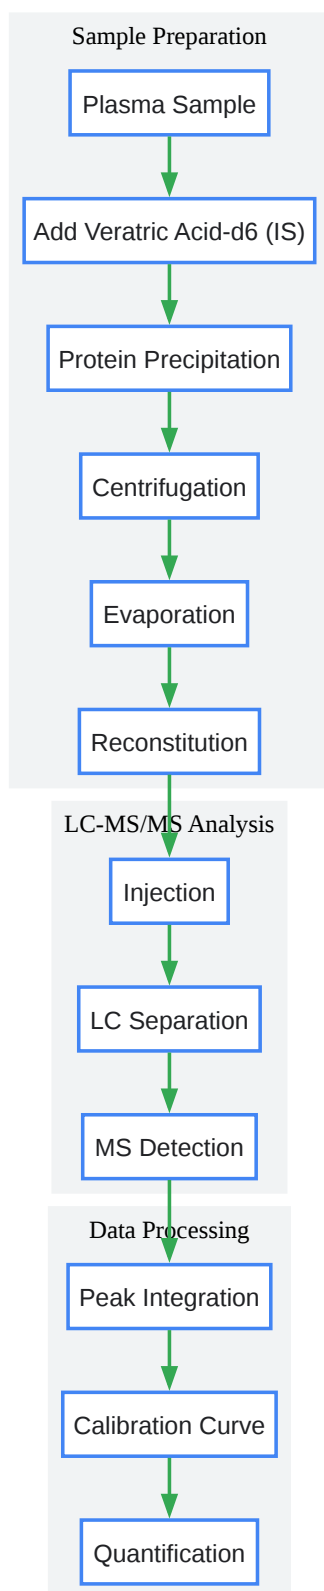 Sample Preparation
Plasma Sample
Add Veratric Acid-d6 (IS)
Protein Precipitation
Centrifugation
Evaporation
Reconstitution
LC-MS/MS Analysis
Injection
LC Separation
MS Detection
Data Processing
Peak Integration
Calibration Curve
Quantification